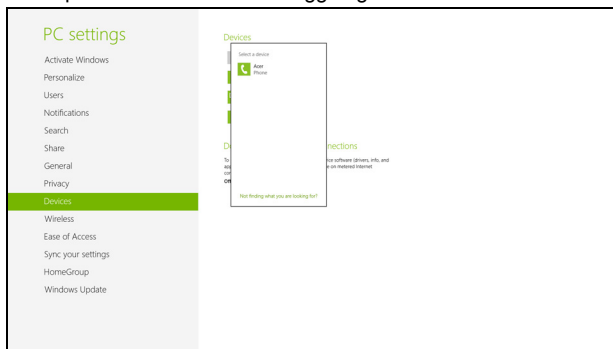 PC settings
Activate Windows
Personalize
Users
Notifications
Search
Share
General
Privacy
Devices
Wireless
Ease of Access
Sync your settings
HomeGroup
Windows Update
Devices
Select a device
Acer
Phone
Not finding what you are looking for?
D nections
To nce software (drivers, info, and
app e on metered Internet